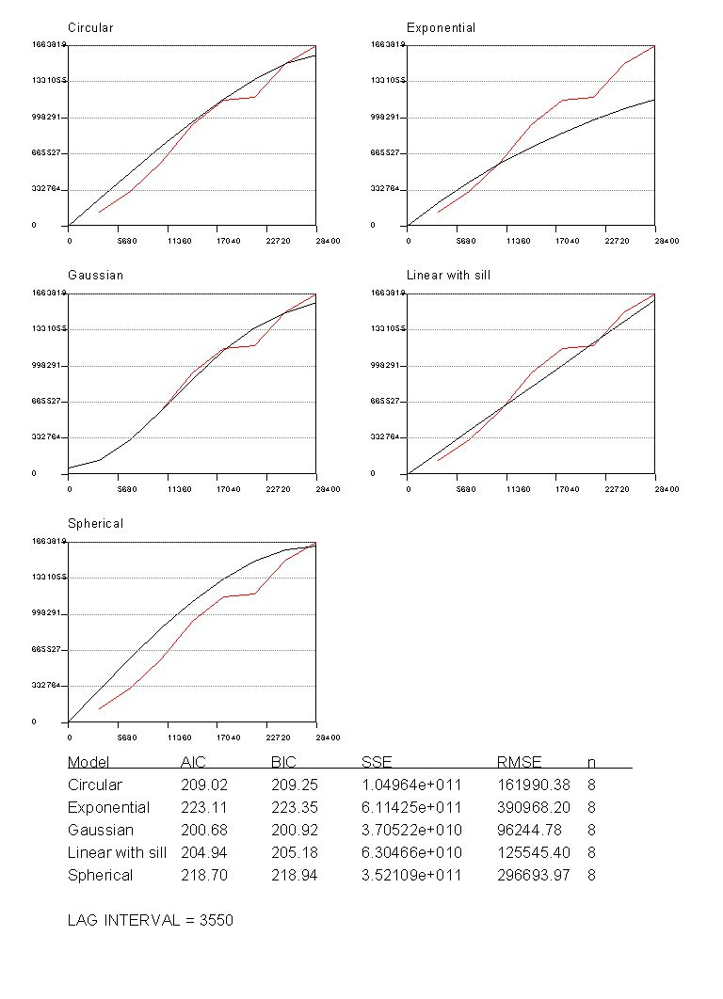 Circular
1663819
1331055
998291
665527
332764
0
0 5680 11360 17040 22720 28400
Exponential
1663819
1331055
998291
665527
332764
0
0 5680 11360 17040 22720 28400
Gaussian
1663819
1331055
998291
665527
332764
0
0 5680 11360 17040 22720 28400
Linear with sill
1663819
1331055
998291
665527
332764
0
0 5680 11360 17040 22720 28400
Spherical
1663819
1331055
998291
665527
332764
0
0 5680 11360 17040 22720 28400
Model AIC BIC SSE RMSE n
Circular 209.02 209.25 1.04964e+011 161990.38 8
Exponential 223.11 223.35 6.11425e+011 390968.20 8
Gaussian 200.68 200.92 3.70522e+010 96244.78 8
Linear with sill 204.94 205.18 6.30466e+010 125545.40 8
Spherical 218.70 218.94 3.52109e+011 296693.97 8
LAG INTERVAL = 3550